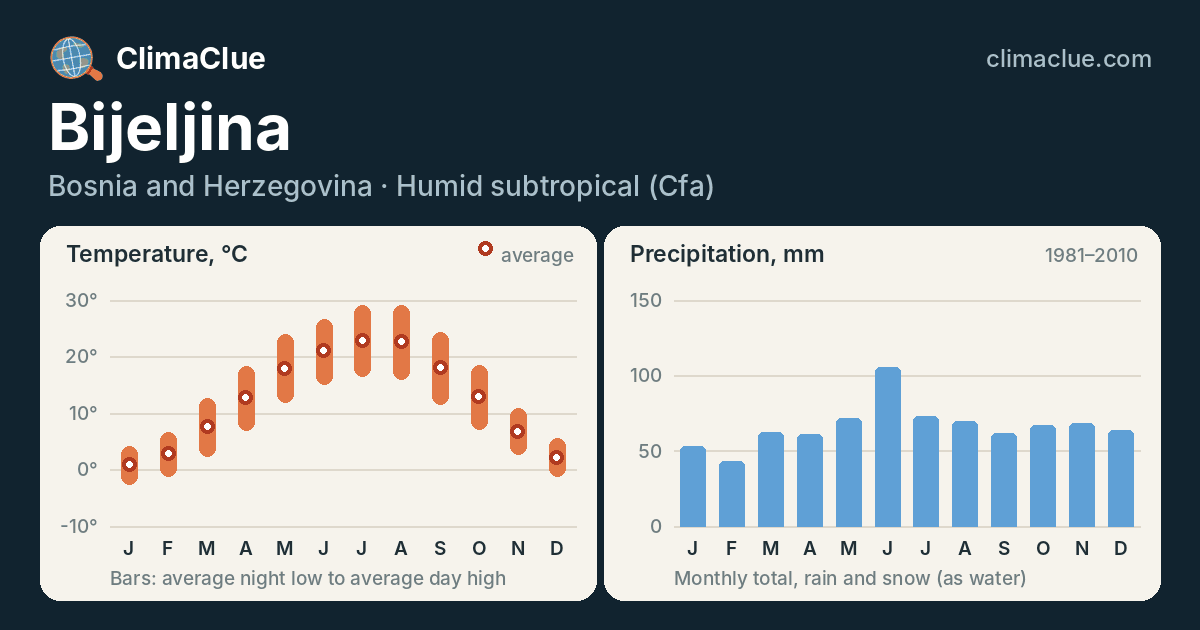 ClimaClue
climaclue.com
Bijeljina
Bosnia and Herzegovina · Humid subtropical (Cfa)
Temperature, °C
average
30°
20°
10°
0°
-10°
J F M A M J J A S O N D
Bars: average night low to average day high
Precipitation, mm
1981–2010
150
100
50
0
J F M A M J J A S O N D
Monthly total, rain and snow (as water)